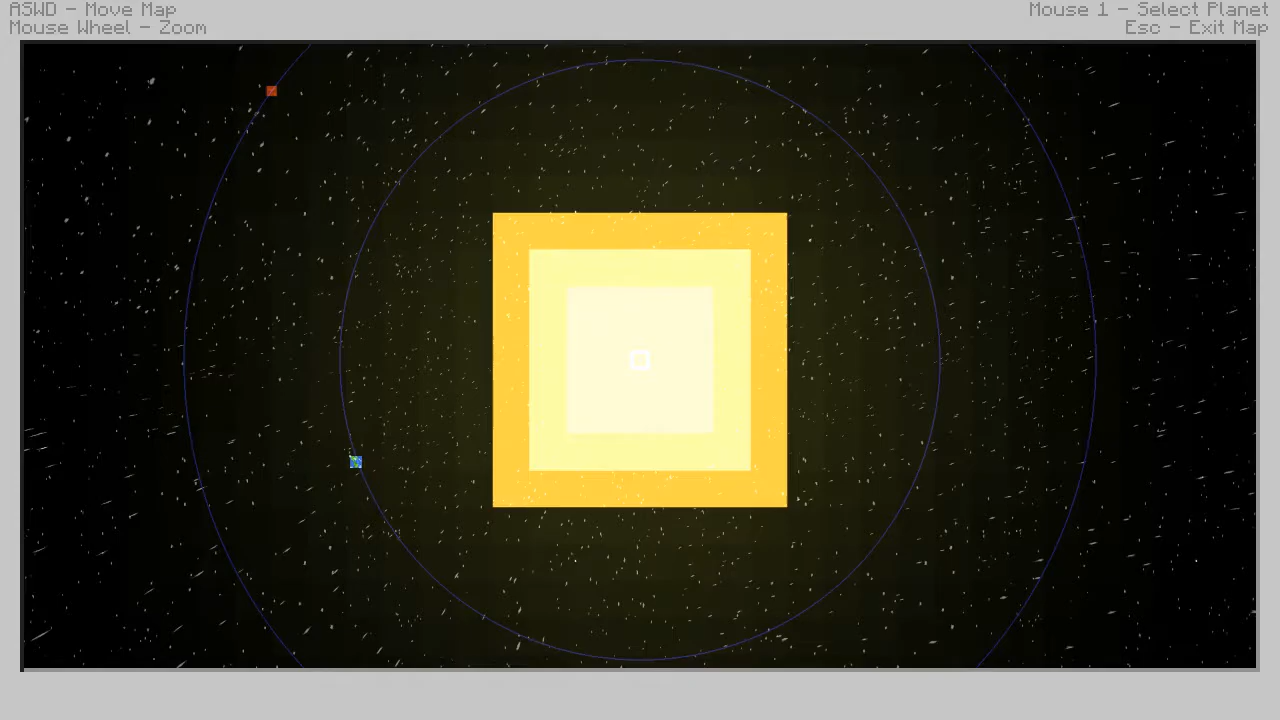 ASWD – Move Map
Mouse Wheel – Zoom
Mouse 1 – Select Planet
Esc – Exit Map